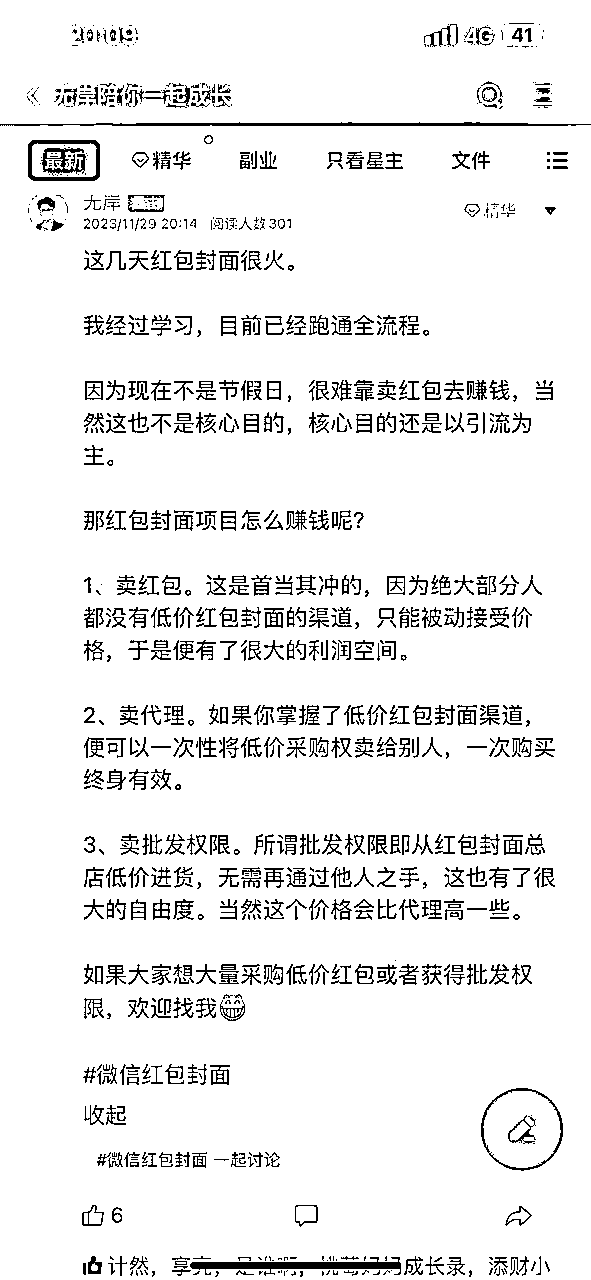 20:09
4G 41
无岸陪你一起成长
最新
精华
副业
只看星主
文件
无岸
2023/11/29 20:14 阅读人数301
精华
这几天红包封面很火。
我经过学习，目前已经跑通全流程。
因为现在不是节假日，很难靠卖红包去赚钱，当
然这也不是核心目的，核心目的还是以引流为
主。
那红包封面项目怎么赚钱呢？
1、卖红包。这是首当其冲的，因为绝大部分人
都没有低价红包封面的渠道，只能被动接受价
格，于是便有了很大的利润空间。
2、卖代理。如果你掌握了低价红包封面渠道，
便可以一次性将低价采购权卖给别人，一次购买
终身有效。
3、卖批发权限。所谓批发权限即从红包封面总
店低价进货，无需再通过他人之手，这也有了很
大的自由度。当然这个价格会比代理高一些。
如果大家想大量采购低价红包或者获得批发权
限，欢迎找我😁
#微信红包封面
收起
#微信红包封面 一起讨论
6
计然，享亮，是谁啊，桃莓妈妈成长录，添财小